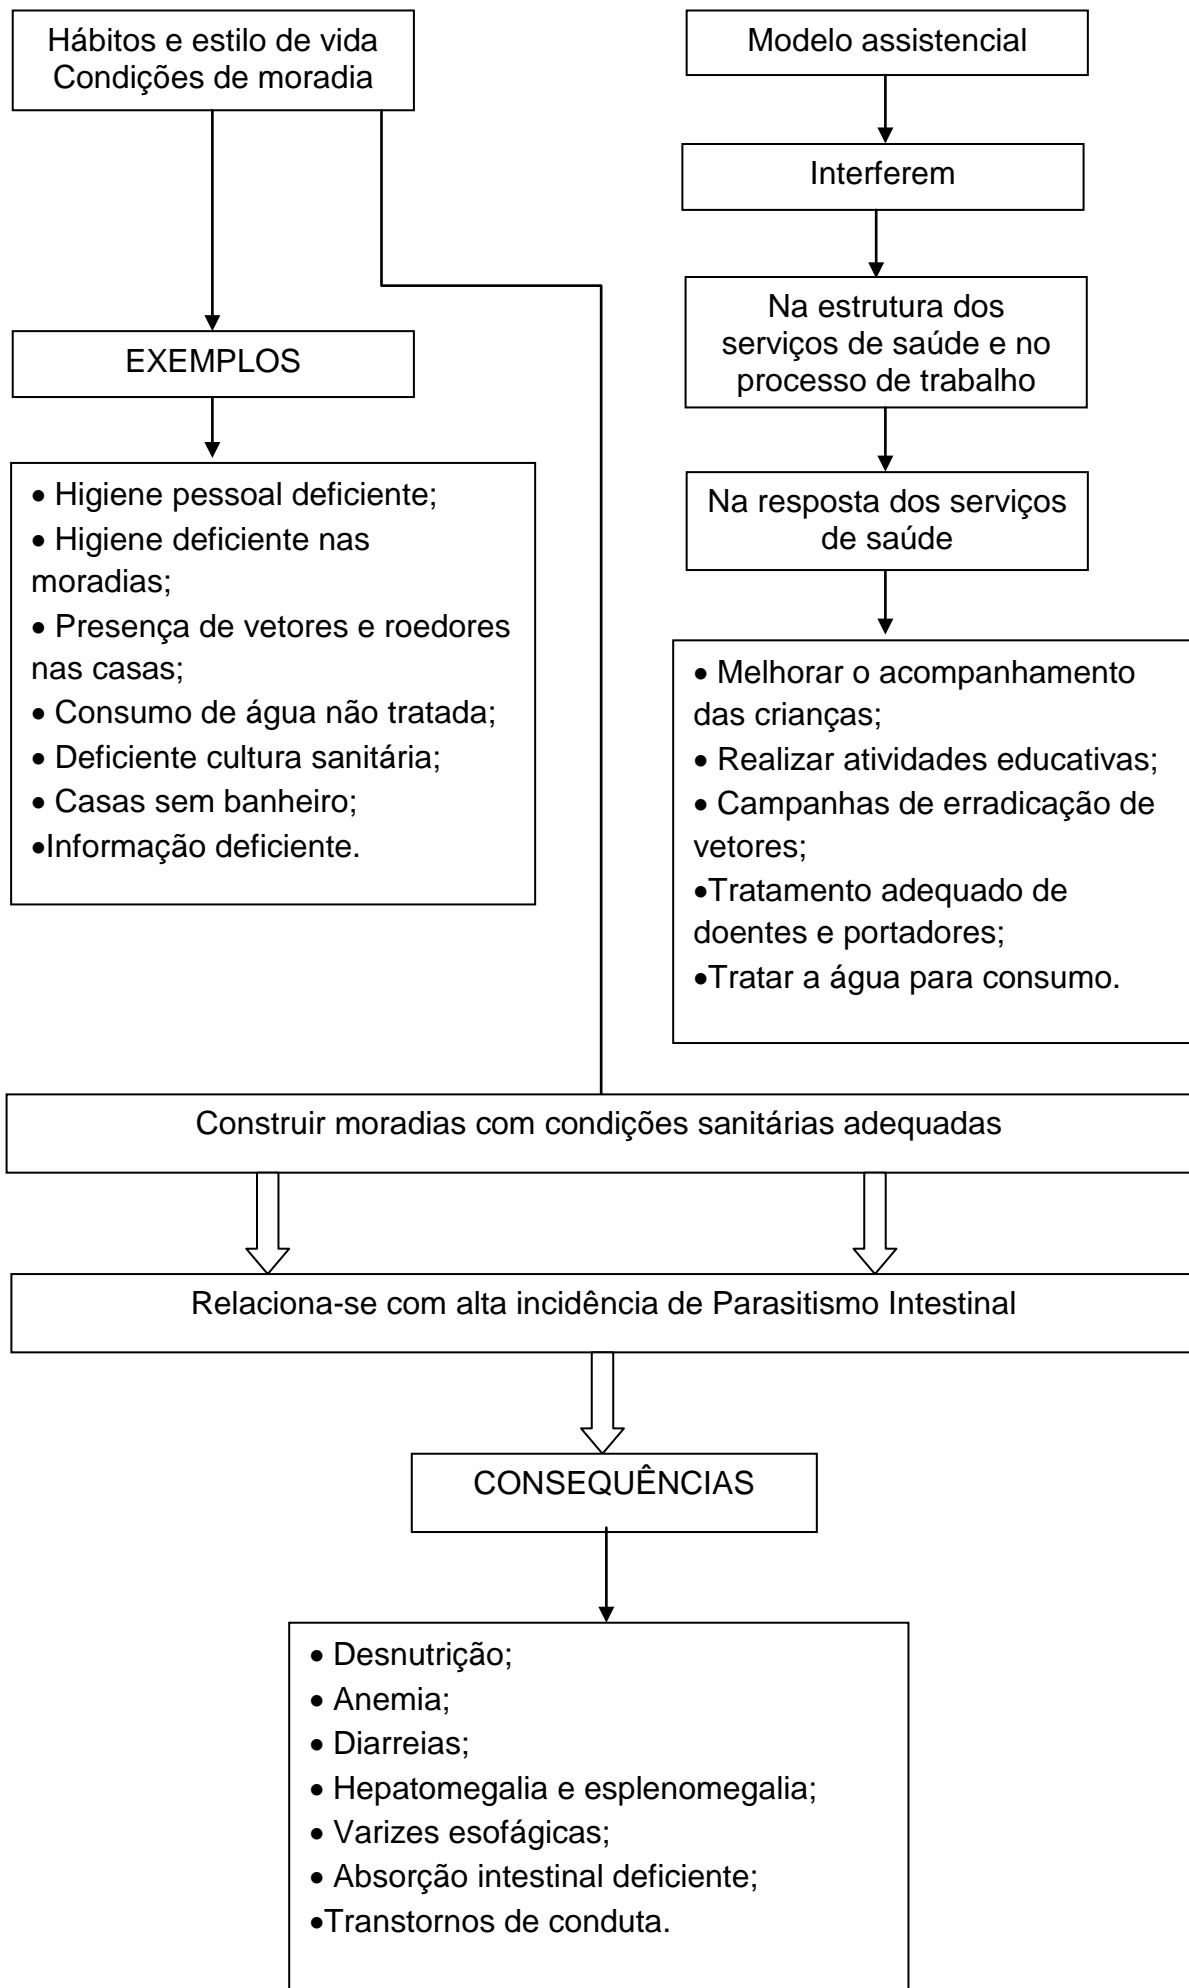 Hábitos e estilo de vida
Condições de moradia
EXEMPLOS
• Higiene pessoal deficiente;
• Higiene deficiente nas
moradias;
• Presença de vetores e roedores
nas casas;
• Consumo de água não tratada;
• Deficiente cultura sanitária;
• Casas sem banheiro;
•Informação deficiente.
Modelo assistencial
Interferem
Na estrutura dos
serviços de saúde e no
processo de trabalho
Na resposta dos serviços
de saúde
• Melhorar o acompanhamento
das crianças;
• Realizar atividades educativas;
• Campanhas de erradicação de
vetores;
•Tratamento adequado de
doentes e portadores;
•Tratar a água para consumo.
Construir moradias com condições sanitárias adequadas
Relaciona-se com alta incidência de Parasitismo Intestinal
CONSEQUÊNCIAS
• Desnutrição;
• Anemia;
• Diarreias;
• Hepatomegalia e esplenomegalia;
• Varizes esofágicas;
• Absorção intestinal deficiente;
•Transtornos de conduta.